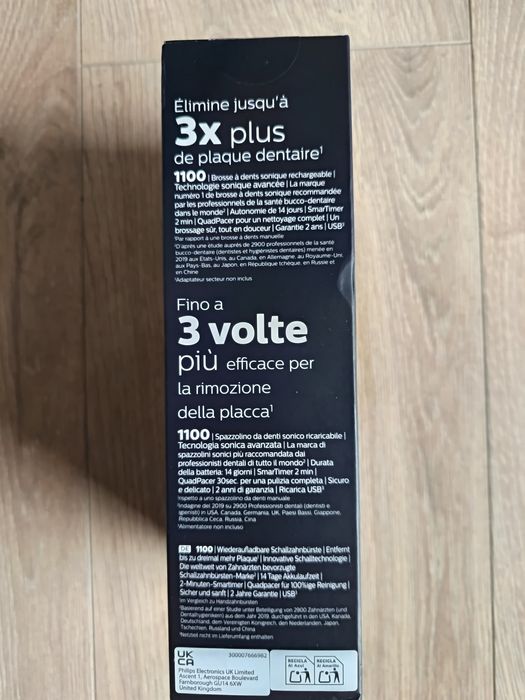 Élimine jusqu'à
3x plus
de plaque dentaire¹
1100 | Brosse à dents sonique rechargeable |
Technologie sonique avancée | La marque
numéro 1 de brosse à dents sonique recommandée
par les professionnels de la santé bucco-dentaire
dans le monde² | Autonomie de 14 jours | SmarTimer
2 min | QuadPacer pour un nettoyage complet | Un
brossage sûr, tout en douceur | Garantie 2 ans | USB³
¹Par rapport à une brosse à dents manuelle
²D'après une étude auprès de 2900 professionnels de la santé
bucco-dentaire (dentistes et hygiénistes dentaires) menée en
2019 aux États-Unis, au Canada, en Allemagne, au Royaume-Uni,
aux Pays-Bas, au Japon, en République tchèque, en Russie et
en Chine
³Adaptateur secteur non inclus
Fino a
3 volte
più efficace per
la rimozione
della placca¹
1100 | Spazzolino da denti sonico ricaricabile |
Tecnologia sonica avanzata | La marca di
spazzolini sonici più raccomandata dai
professionisti dentali di tutto il mondo² | Durata
della batteria: 14 giorni | SmarTimer 2 min |
QuadPacer 30sec. per una pulizia completa | Sicuro
e delicato | 2 anni di garanzia | Ricarica USB³
¹Rispetto a uno spazzolino da denti manuale
²Indagine del 2019 su 2900 Professionisti dentali (dentisti e
igienisti) in USA, Canada, Germania, UK, Paesi Bassi, Giappone,
Repubblica Ceca, Russia, Cina
³Alimentatore non incluso
DE 1100 | Wiederaufladbare Schallzahnbürste | Entfernt
bis zu dreimal mehr Plaque¹ | Innovative Schalltechnologie |
Die weltweit von Zahnärzten bevorzugte
Schallzahnbürsten-Marke² | 14 Tage Akkulaufzeit |
2-Minuten-Smartimer | Quadpacer für 100%ige Reinigung |
Sicher und sanft | 2 Jahre Garantie | USB³
¹Im Vergleich zu Handzahnbürsten
²Basierend auf einer Studie unter Beteiligung von 2900 Zahnärzten (und
Dentalhygienikern) aus dem Jahr 2019, durchgeführt in den USA, Kanada,
Deutschland, dem Vereinigten Königreich, den Niederlanden, Japan,
Tschechien, Russland und China
³Netzteil nicht im Lieferumfang enthalten
UK
CA
300007666982
Philips Electronics UK Limited
Ascent 1, Aerospace Boulevard
Farnborough GU14 6XW
United Kingdom
RECICLA
Al Azul
RECICLA
Al Amarillo